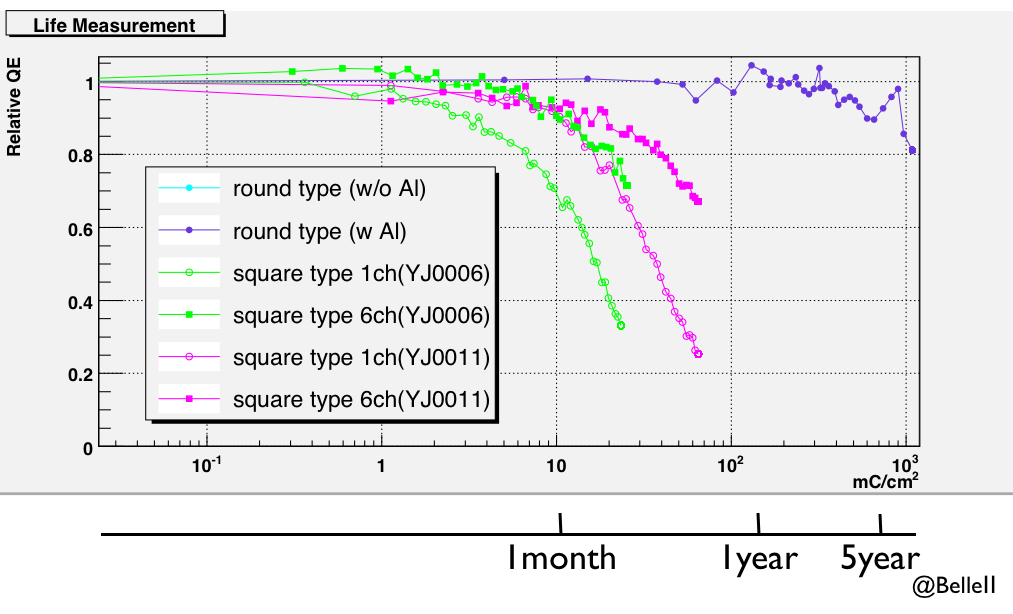 Life Measurement
Relative QE
1
0.8
0.6
0.4
0.2
0
round type (w/o Al)
round type (w Al)
square type 1ch(YJ0006)
square type 6ch(YJ0006)
square type 1ch(YJ0011)
square type 6ch(YJ0011)
10⁻¹ 1 10 10² 10³
mC/cm²
1month 1year 5year
@BelleII